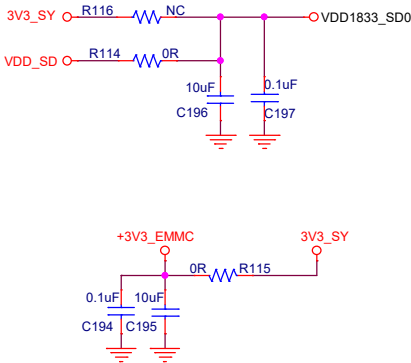 3V3_SY R116 NC VDD1833_SD0
VDD_SD R114 0R
10uF 0.1uF
C196 C197
+3V3_EMMC 3V3_SY
0R R115
0.1uF 10uF
C194 C195